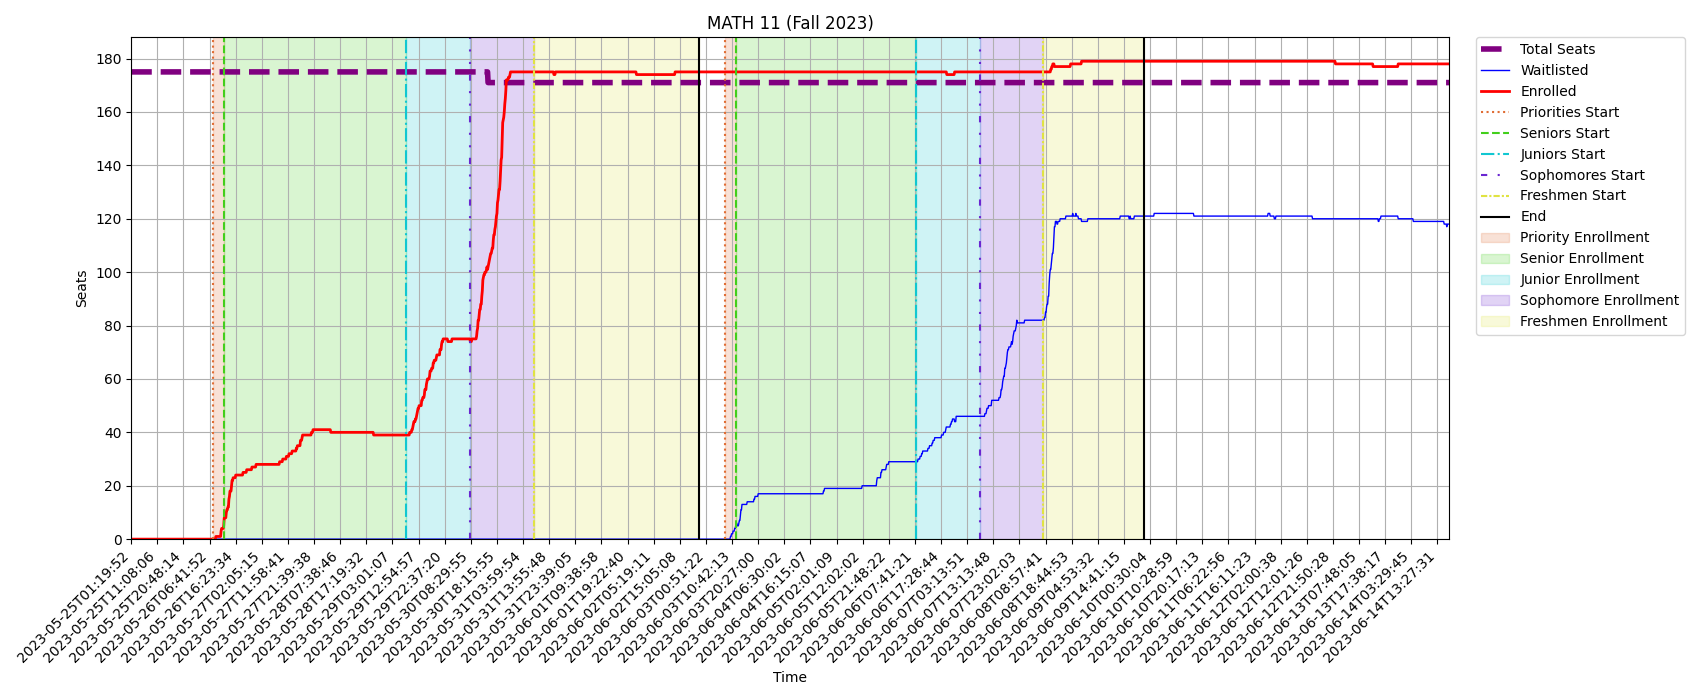 MATH 11 (Fall 2023)
Seats
180
160
140
120
100
80
60
40
20
0
2023-05-25T01:19:52
2023-05-25T11:08:06
2023-05-25T20:48:14
2023-05-26T06:41:52
2023-05-26T16:23:34
2023-05-27T02:05:15
2023-05-27T11:58:41
2023-05-27T21:39:38
2023-05-28T07:38:46
2023-05-28T17:19:32
2023-05-29T03:01:07
2023-05-29T12:54:57
2023-05-29T22:37:20
2023-05-30T08:29:55
2023-05-30T18:15:55
2023-05-31T03:59:54
2023-05-31T13:55:48
2023-05-31T23:39:05
2023-06-01T09:38:58
2023-06-01T19:22:40
2023-06-02T05:19:11
2023-06-02T15:05:08
2023-06-03T00:51:22
2023-06-03T10:42:13
2023-06-03T20:27:00
2023-06-04T06:30:02
2023-06-04T16:15:07
2023-06-05T02:01:09
2023-06-05T12:02:02
2023-06-05T21:48:22
2023-06-06T07:41:21
2023-06-06T17:28:44
2023-06-07T03:13:51
2023-06-07T13:13:48
2023-06-07T23:02:03
2023-06-08T08:57:41
2023-06-08T18:44:53
2023-06-09T04:53:32
2023-06-09T14:41:15
2023-06-10T00:30:04
2023-06-10T10:28:59
2023-06-10T20:17:13
2023-06-11T06:22:56
2023-06-11T16:11:23
2023-06-12T02:00:38
2023-06-12T12:01:26
2023-06-12T21:50:28
2023-06-13T07:48:05
2023-06-13T17:38:17
2023-06-14T03:29:45
2023-06-14T13:27:31
Time
Total Seats
Waitlisted
Enrolled
Priorities Start
Seniors Start
Juniors Start
Sophomores Start
Freshmen Start
End
Priority Enrollment
Senior Enrollment
Junior Enrollment
Sophomore Enrollment
Freshmen Enrollment